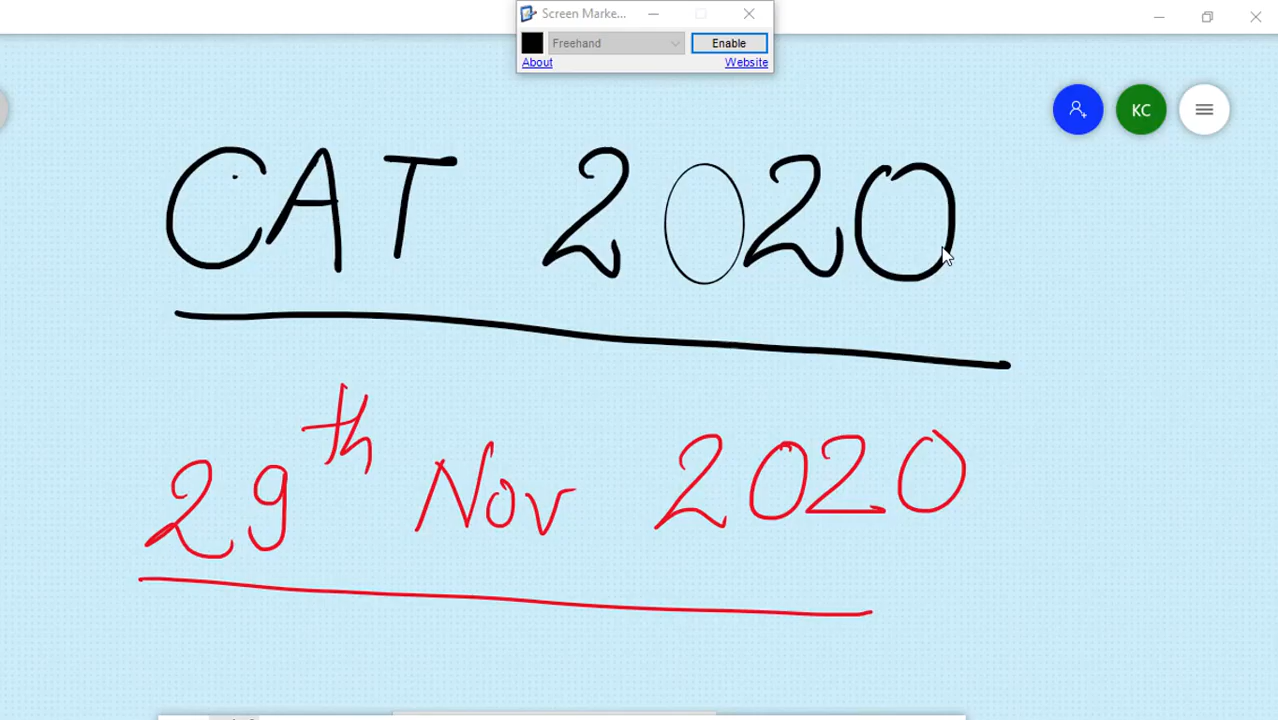 Screen Marke...
Freehand
Enable
About
Website
KC
CAT 2020
29th Nov 2020